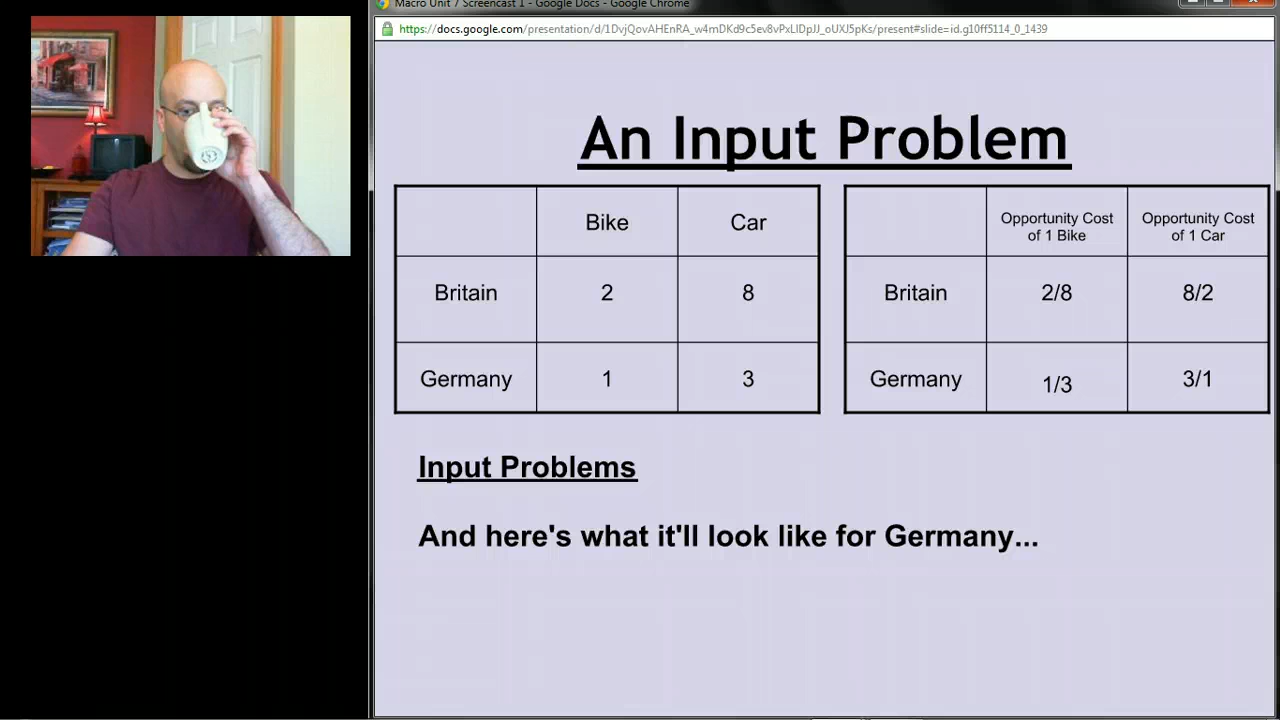 Macro Unit 7 Screencast 1 - Google Docs - Google Chrome
https://docs.google.com/presentation/d/1DvjQovAHEnRA_w4mDKd9c5ev8vPxLlDpJJ_oUXJ5pKs/present#slide=id.g10ff5114_0_1439
An Input Problem
Bike Car
Britain 2 8
Germany 1 3
Opportunity Cost of 1 Bike Opportunity Cost of 1 Car
Britain 2/8 8/2
Germany 1/3 3/1
Input Problems
And here's what it'll look like for Germany...